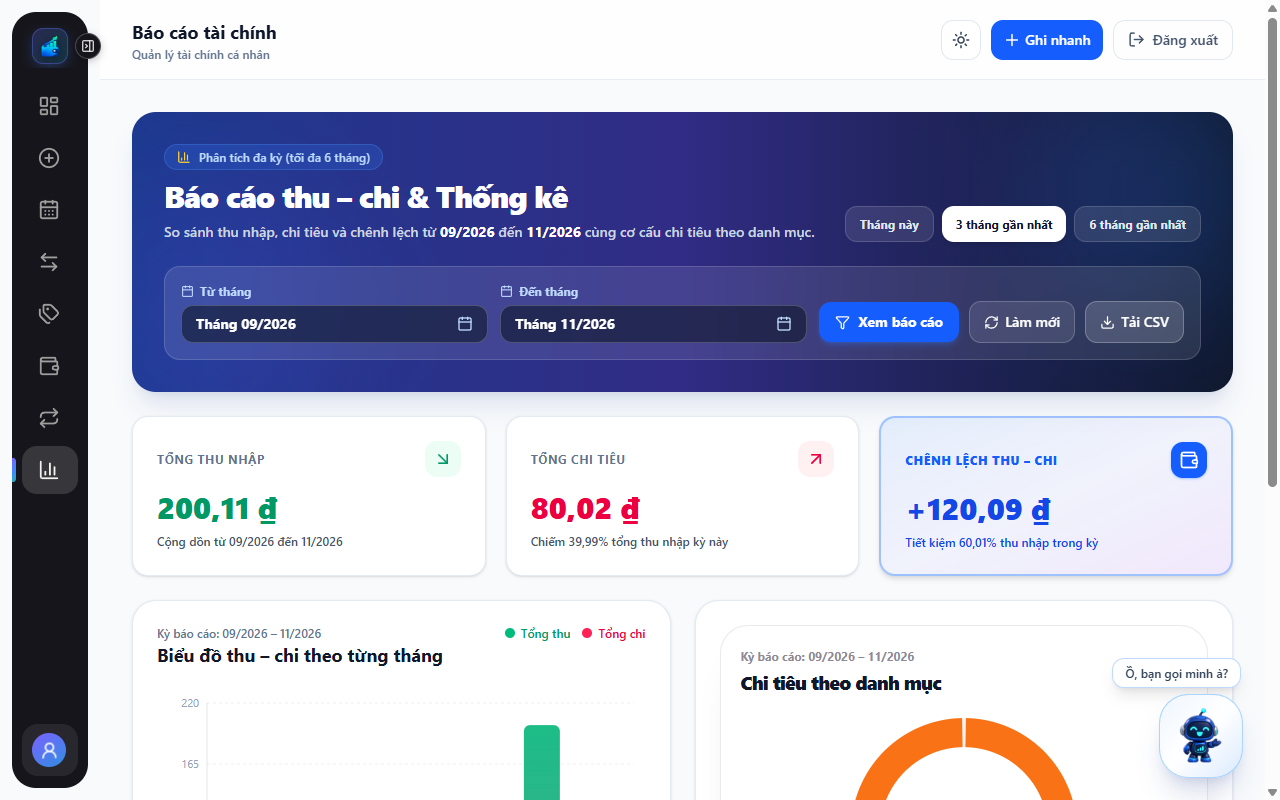 Báo cáo tài chính
Quản lý tài chính cá nhân
Ghi nhanh
Đăng xuất
Phân tích đa kỳ (tối đa 6 tháng)
Báo cáo thu – chi & Thống kê
So sánh thu nhập, chi tiêu và chênh lệch từ 09/2026 đến 11/2026 cùng cơ cấu chi tiêu theo danh mục.
Tháng này
3 tháng gần nhất
6 tháng gần nhất
Từ tháng
Đến tháng
Tháng 09/2026
Tháng 11/2026
Xem báo cáo
Làm mới
Tải CSV
TỔNG THU NHẬP
200,11 ₫
Cộng dồn từ 09/2026 đến 11/2026
TỔNG CHI TIÊU
80,02 ₫
Chiếm 39,99% tổng thu nhập kỳ này
CHÊNH LỆCH THU – CHI
+120,09 ₫
Tiết kiệm 60,01% thu nhập trong kỳ
Kỳ báo cáo: 09/2026 – 11/2026
Biểu đồ thu – chi theo từng tháng
Tổng thu
Tổng chi
220
165
Kỳ báo cáo: 09/2026 – 11/2026
Chi tiêu theo danh mục
Ồ, bạn gọi mình à?